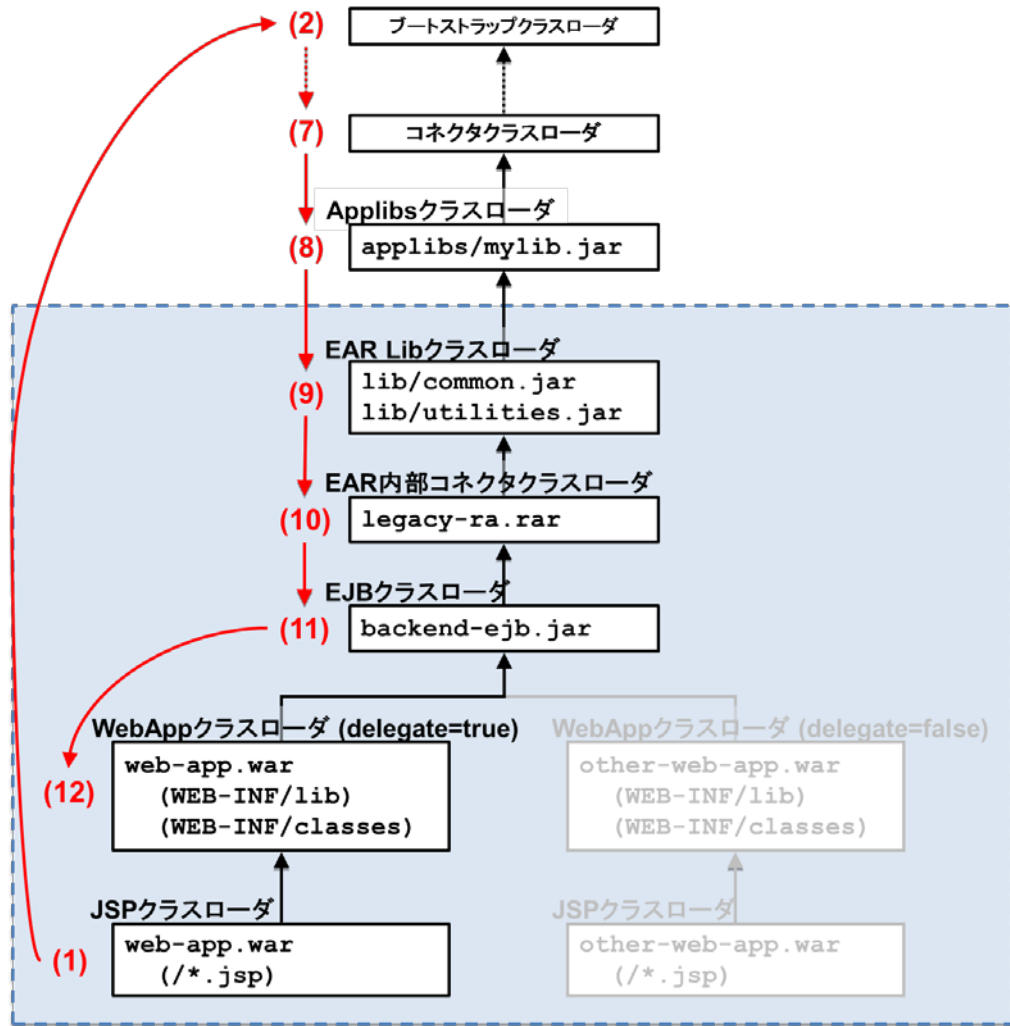 (2)
ブートストラップクラスローダ
(7)
コネクタクラスローダ
Applibsクラスローダ
(8)
applibs/mylib.jar
EAR Libクラスローダ
(9)
lib/common.jar
lib/utilities.jar
EAR内部コネクタクラスローダ
(10)
legacy-ra.rar
EJBクラスローダ
(11)
backend-ejb.jar
WebAppクラスローダ (delegate=true)
(12)
web-app.war
(WEB-INF/lib)
(WEB-INF/classes)
WebAppクラスローダ (delegate=false)
other-web-app.war
(WEB-INF/lib)
(WEB-INF/classes)
JSPクラスローダ
(1)
web-app.war
(/*.jsp)
JSPクラスローダ
other-web-app.war
(/*.jsp)